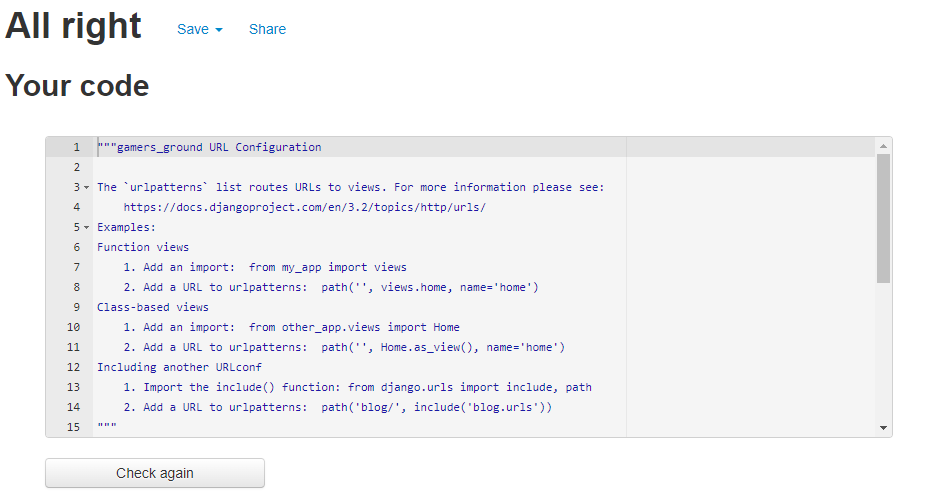 All right Save Share
Your code
1 """gamers_ground URL Configuration
2
3 The `urlpatterns` list routes URLs to views. For more information please see:
4     https://docs.djangoproject.com/en/3.2/topics/http/urls/
5 Examples:
6 Function views
7     1. Add an import:  from my_app import views
8     2. Add a URL to urlpatterns:  path('', views.home, name='home')
9 Class-based views
10     1. Add an import:  from other_app.views import Home
11     2. Add a URL to urlpatterns:  path('', Home.as_view(), name='home')
12 Including another URLconf
13     1. Import the include() function: from django.urls import include, path
14     2. Add a URL to urlpatterns:  path('blog/', include('blog.urls'))
15 """
Check again